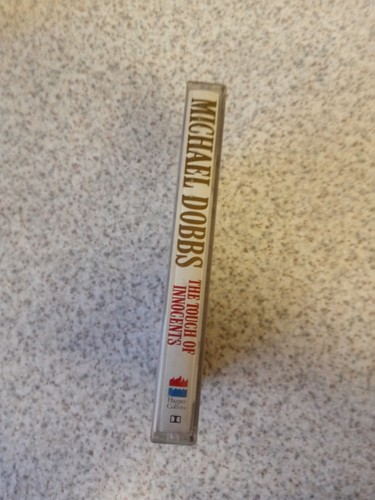 MICHAEL DOBBS
THE TOUCH OF
INNOCENTS
Harper
Collins